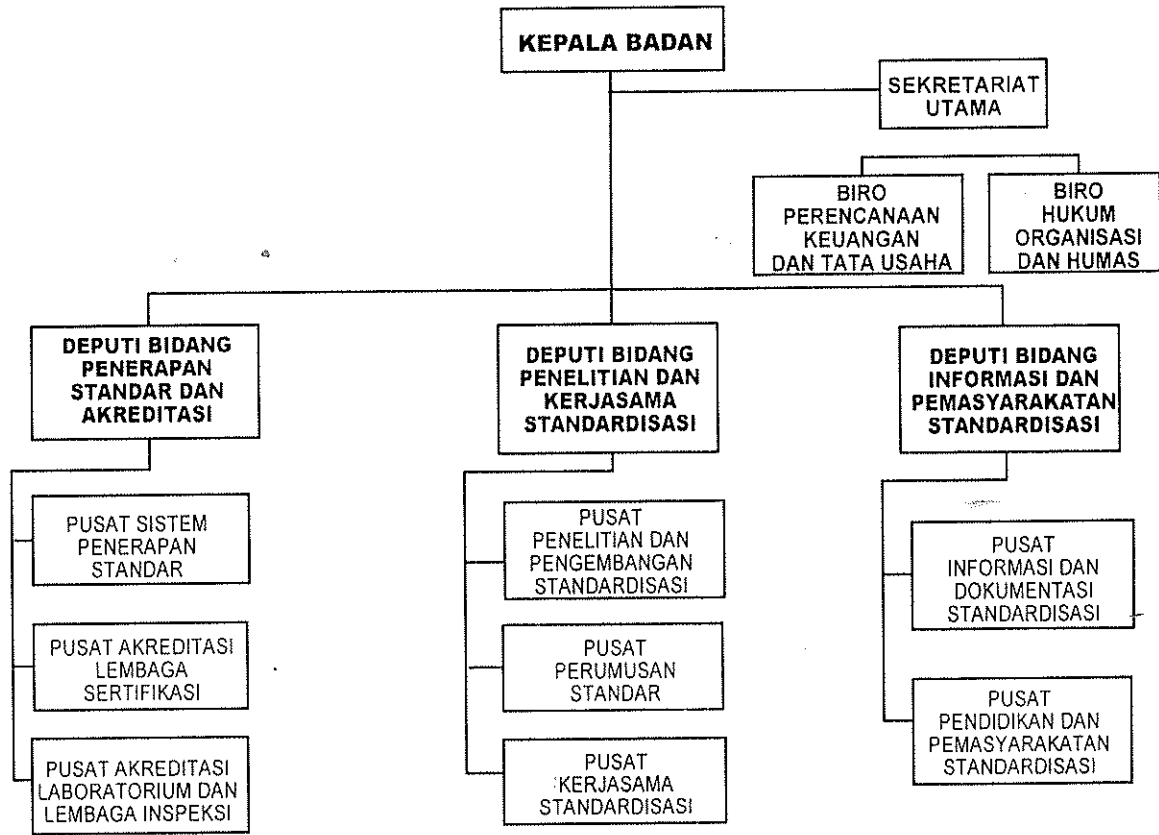 KEPALA BADAN
SEKRETARIAT
UTAMA
BIRO
PERENCANAAN
KEUANGAN
DAN TATA USAHA
BIRO
HUKUM
ORGANISASI
DAN HUMAS
DEPUTI BIDANG
PENERAPAN
STANDAR DAN
AKREDITASI
PUSAT SISTEM
PENERAPAN
STANDAR
PUSAT AKREDITASI
LEMBAGA
SERTIFIKASI
PUSAT AKREDITASI
LABORATORIUM DAN
LEMBAGA INSPEKSI
DEPUTI BIDANG
PENELITIAN DAN
KERJASAMA
STANDARDISASI
PUSAT
PENELITIAN DAN
PENGEMBANGAN
STANDARDISASI
PUSAT
PERUMUSAN
STANDAR
PUSAT
KERJASAMA
STANDARDISASI
DEPUTI BIDANG
INFORMASI DAN
PEMASYARAKATAN
STANDARDISASI
PUSAT
INFORMASI DAN
DOKUMENTASI
STANDARDISASI
PUSAT
PENDIDIKAN DAN
PEMASYARAKATAN
STANDARDISASI